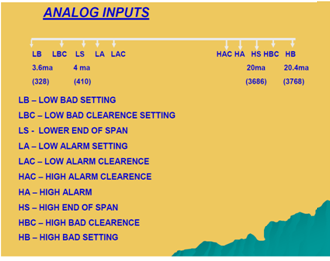 ANALOG INPUTS
LB LBC LS LA LAC HAC HA HS HBC HB
3.6ma 4 ma 20ma 20.4ma
(328) (410) (3686) (3768)
LB – LOW BAD SETTING
LBC – LOW BAD CLEARENCE SETTING
LS - LOWER END OF SPAN
LA – LOW ALARM SETTING
LAC – LOW ALARM CLEARENCE
HAC – HIGH ALARM CLEARENCE
HA – HIGH ALARM
HS – HIGH END OF SPAN
HBC – HIGH BAD CLEARENCE
HB – HIGH BAD SETTING